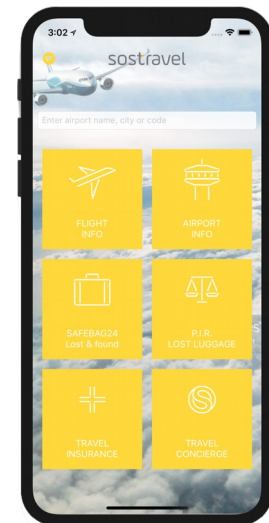 3:02
sostravel
Enter airport name, city or code
FLIGHT
INFO
AIRPORT
INFO
SAFEBAG24
Lost & found
P.I.R.
LOST LUGGAGE
TRAVEL
INSURANCE
TRAVEL
CONCIERGE